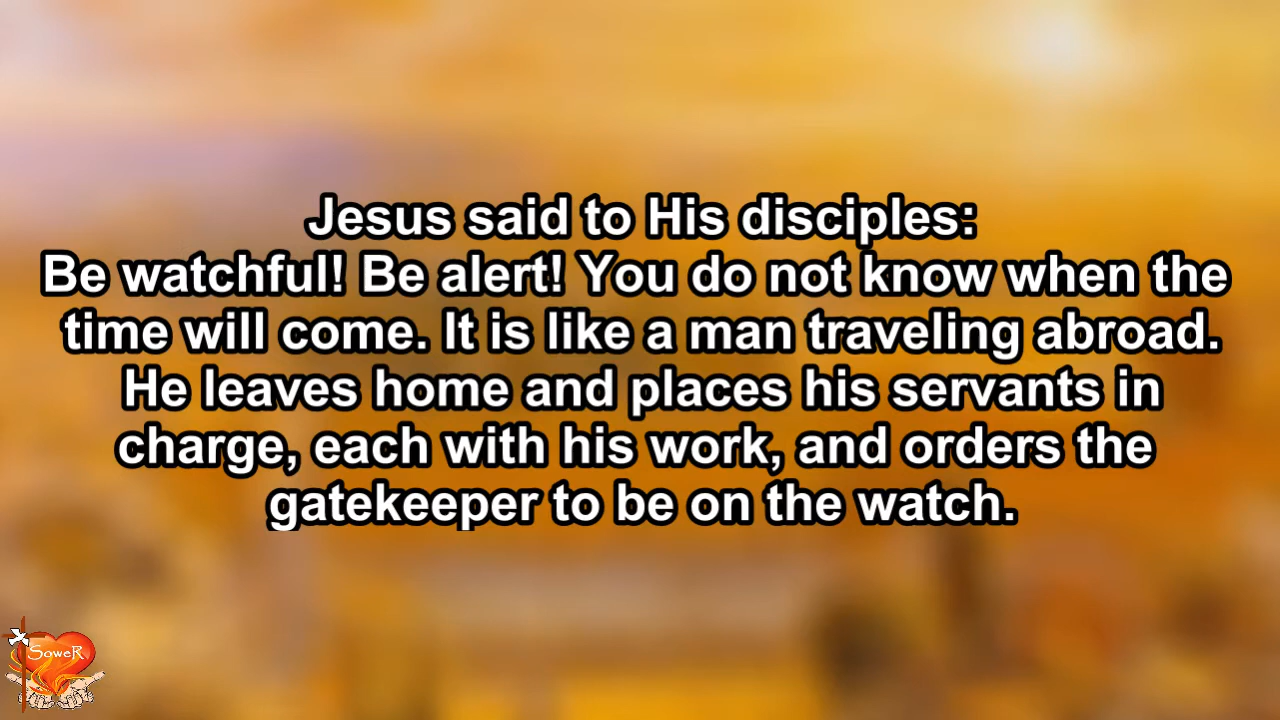 Jesus said to His disciples:
Be watchful! Be alert! You do not know when the
time will come. It is like a man traveling abroad.
He leaves home and places his servants in
charge, each with his work, and orders the
gatekeeper to be on the watch.
SoweR